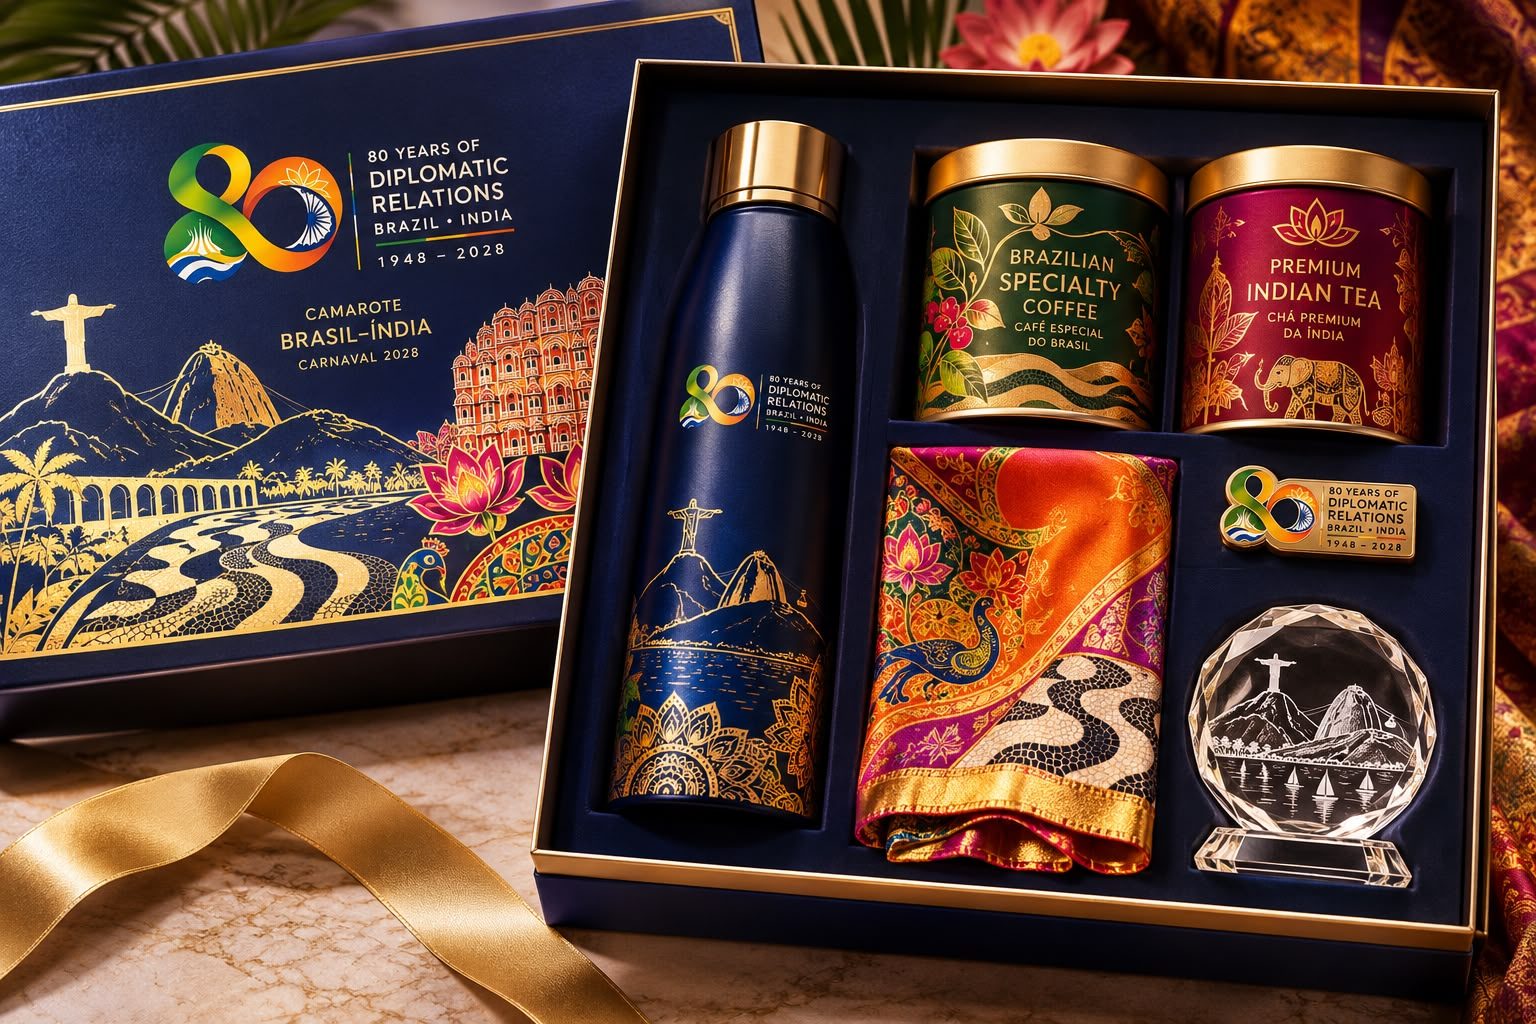 80
80 YEARS OF
DIPLOMATIC
RELATIONS
BRAZIL • INDIA
1948 – 2028
CAMAROTE
BRASIL–ÍNDIA
CARNAVAL 2028
80
80 YEARS OF
DIPLOMATIC
RELATIONS
BRAZIL • INDIA
1948 – 2028
BRAZILIAN
SPECIALTY
COFFEE
CAFÉ ESPECIAL
DO BRASIL
PREMIUM
INDIAN TEA
CHÁ PREMIUM
DA ÍNDIA
80
80 YEARS OF
DIPLOMATIC
RELATIONS
BRAZIL • INDIA
1948 – 2028